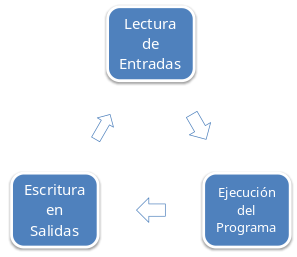 Lectura
de
Entradas
Ejecución
del
Programa
Escritura
en
Salidas